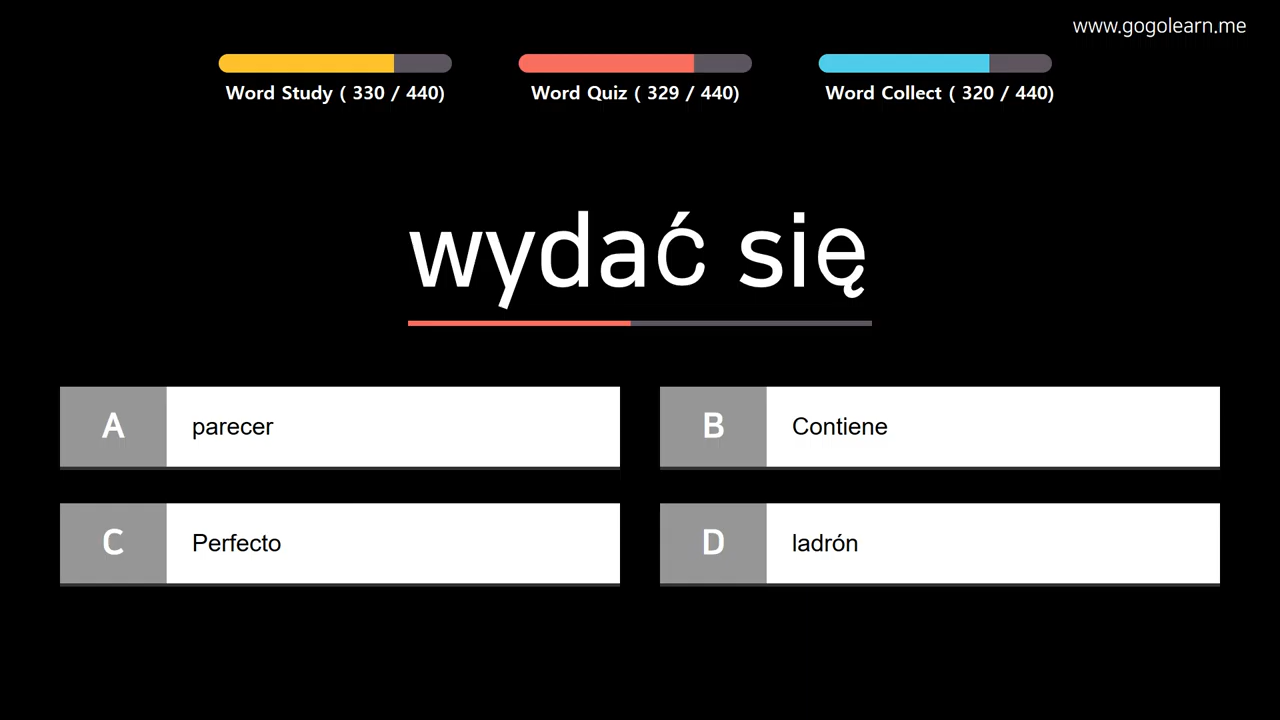 www.gogolearn.me
Word Study ( 330 / 440)
Word Quiz ( 329 / 440)
Word Collect ( 320 / 440)
wydać się
A parecer
B Contiene
C Perfecto
D ladrón